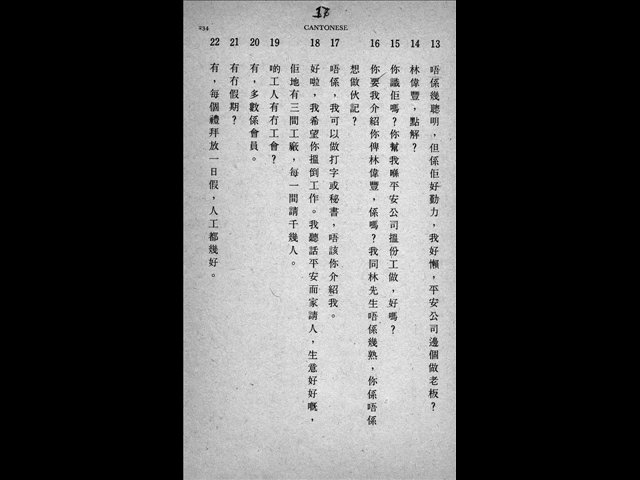 17
234
CANTONESE
13 唔係幾聰明，但係佢好勤力，我好懶，平安公司邊個做老板？
14 林偉豐，點解？
15 你識佢嗎？你幫我喺平安公司搵份工做，好嗎？
16 你要我介紹你俾林偉豐，係嗎？我同林先生唔係幾熟，你係唔係
想做伙記？
17 唔係，我可以做打字或秘書，唔該你介紹我。
18 好啦，我希望你搵倒工作。我聽話平安而家請人，生意好好嘅，
佢地有三間工廠，每一間請千幾人。
19 啲工人有冇工會？
20 有，多數係會員。
21 有冇假期？
22 有，每個禮拜放一日假，人工都幾好。